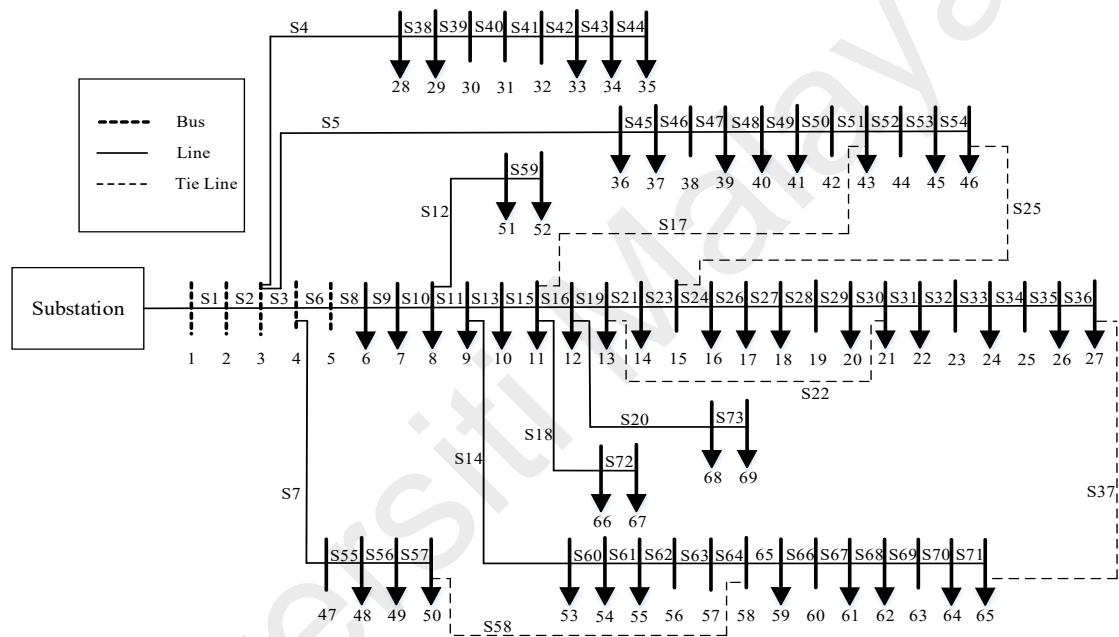 S4 S38 S39 S40 S41 S42 S43 S44
28 29 30 31 32 33 34 35
Bus
Line
Tie Line
S5 S45 S46 S47 S48 S49 S50 S51 S52 S53 S54
36 37 38 39 40 41 42 43 44 45 46
S59
S12
51 52
S17
S25
Substation
S1 S2 S3 S6 S8 S9 S10 S11 S13 S15 S16 S19 S21 S23 S24 S26 S27 S28 S29 S30 S31 S32 S33 S34 S35 S36
1 2 3 4 5 6 7 8 9 10 11 12 13 14 15 16 17 18 19 20 21 22 23 24 25 26 27
S22
S20 S73
68 69
S18
S72
66 67
S14
S7
S37
S55 S56 S57
47 48 49 50
S60 S61 S62 S63 S64 65 S66 S67 S68 S69 S70 S71
53 54 55 56 57 58 59 60 61 62 63 64 65
S58
ersiti Malaya